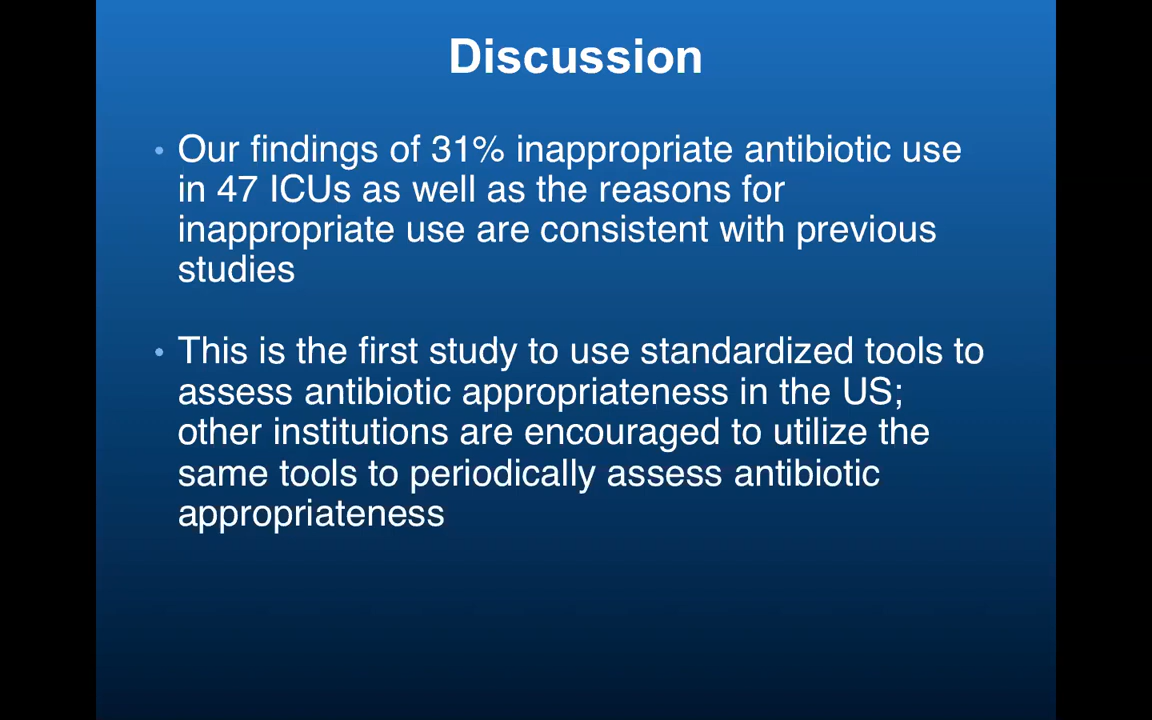 Discussion
• Our findings of 31% inappropriate antibiotic use
in 47 ICUs as well as the reasons for
inappropriate use are consistent with previous
studies
• This is the first study to use standardized tools to
assess antibiotic appropriateness in the US;
other institutions are encouraged to utilize the
same tools to periodically assess antibiotic
appropriateness